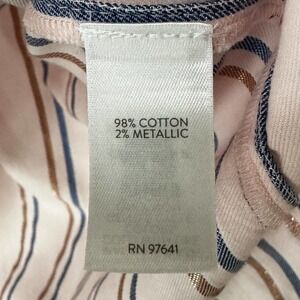 98% COTTON
2% METALLIC
RN 97641